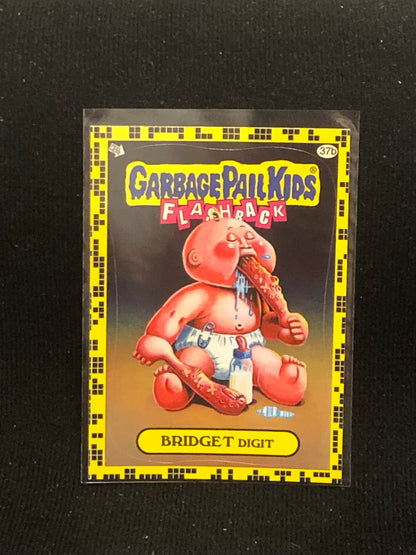 37b
GARBAGE PAIL KIDS®
FLASHBACK
BRIDGET DIGIT